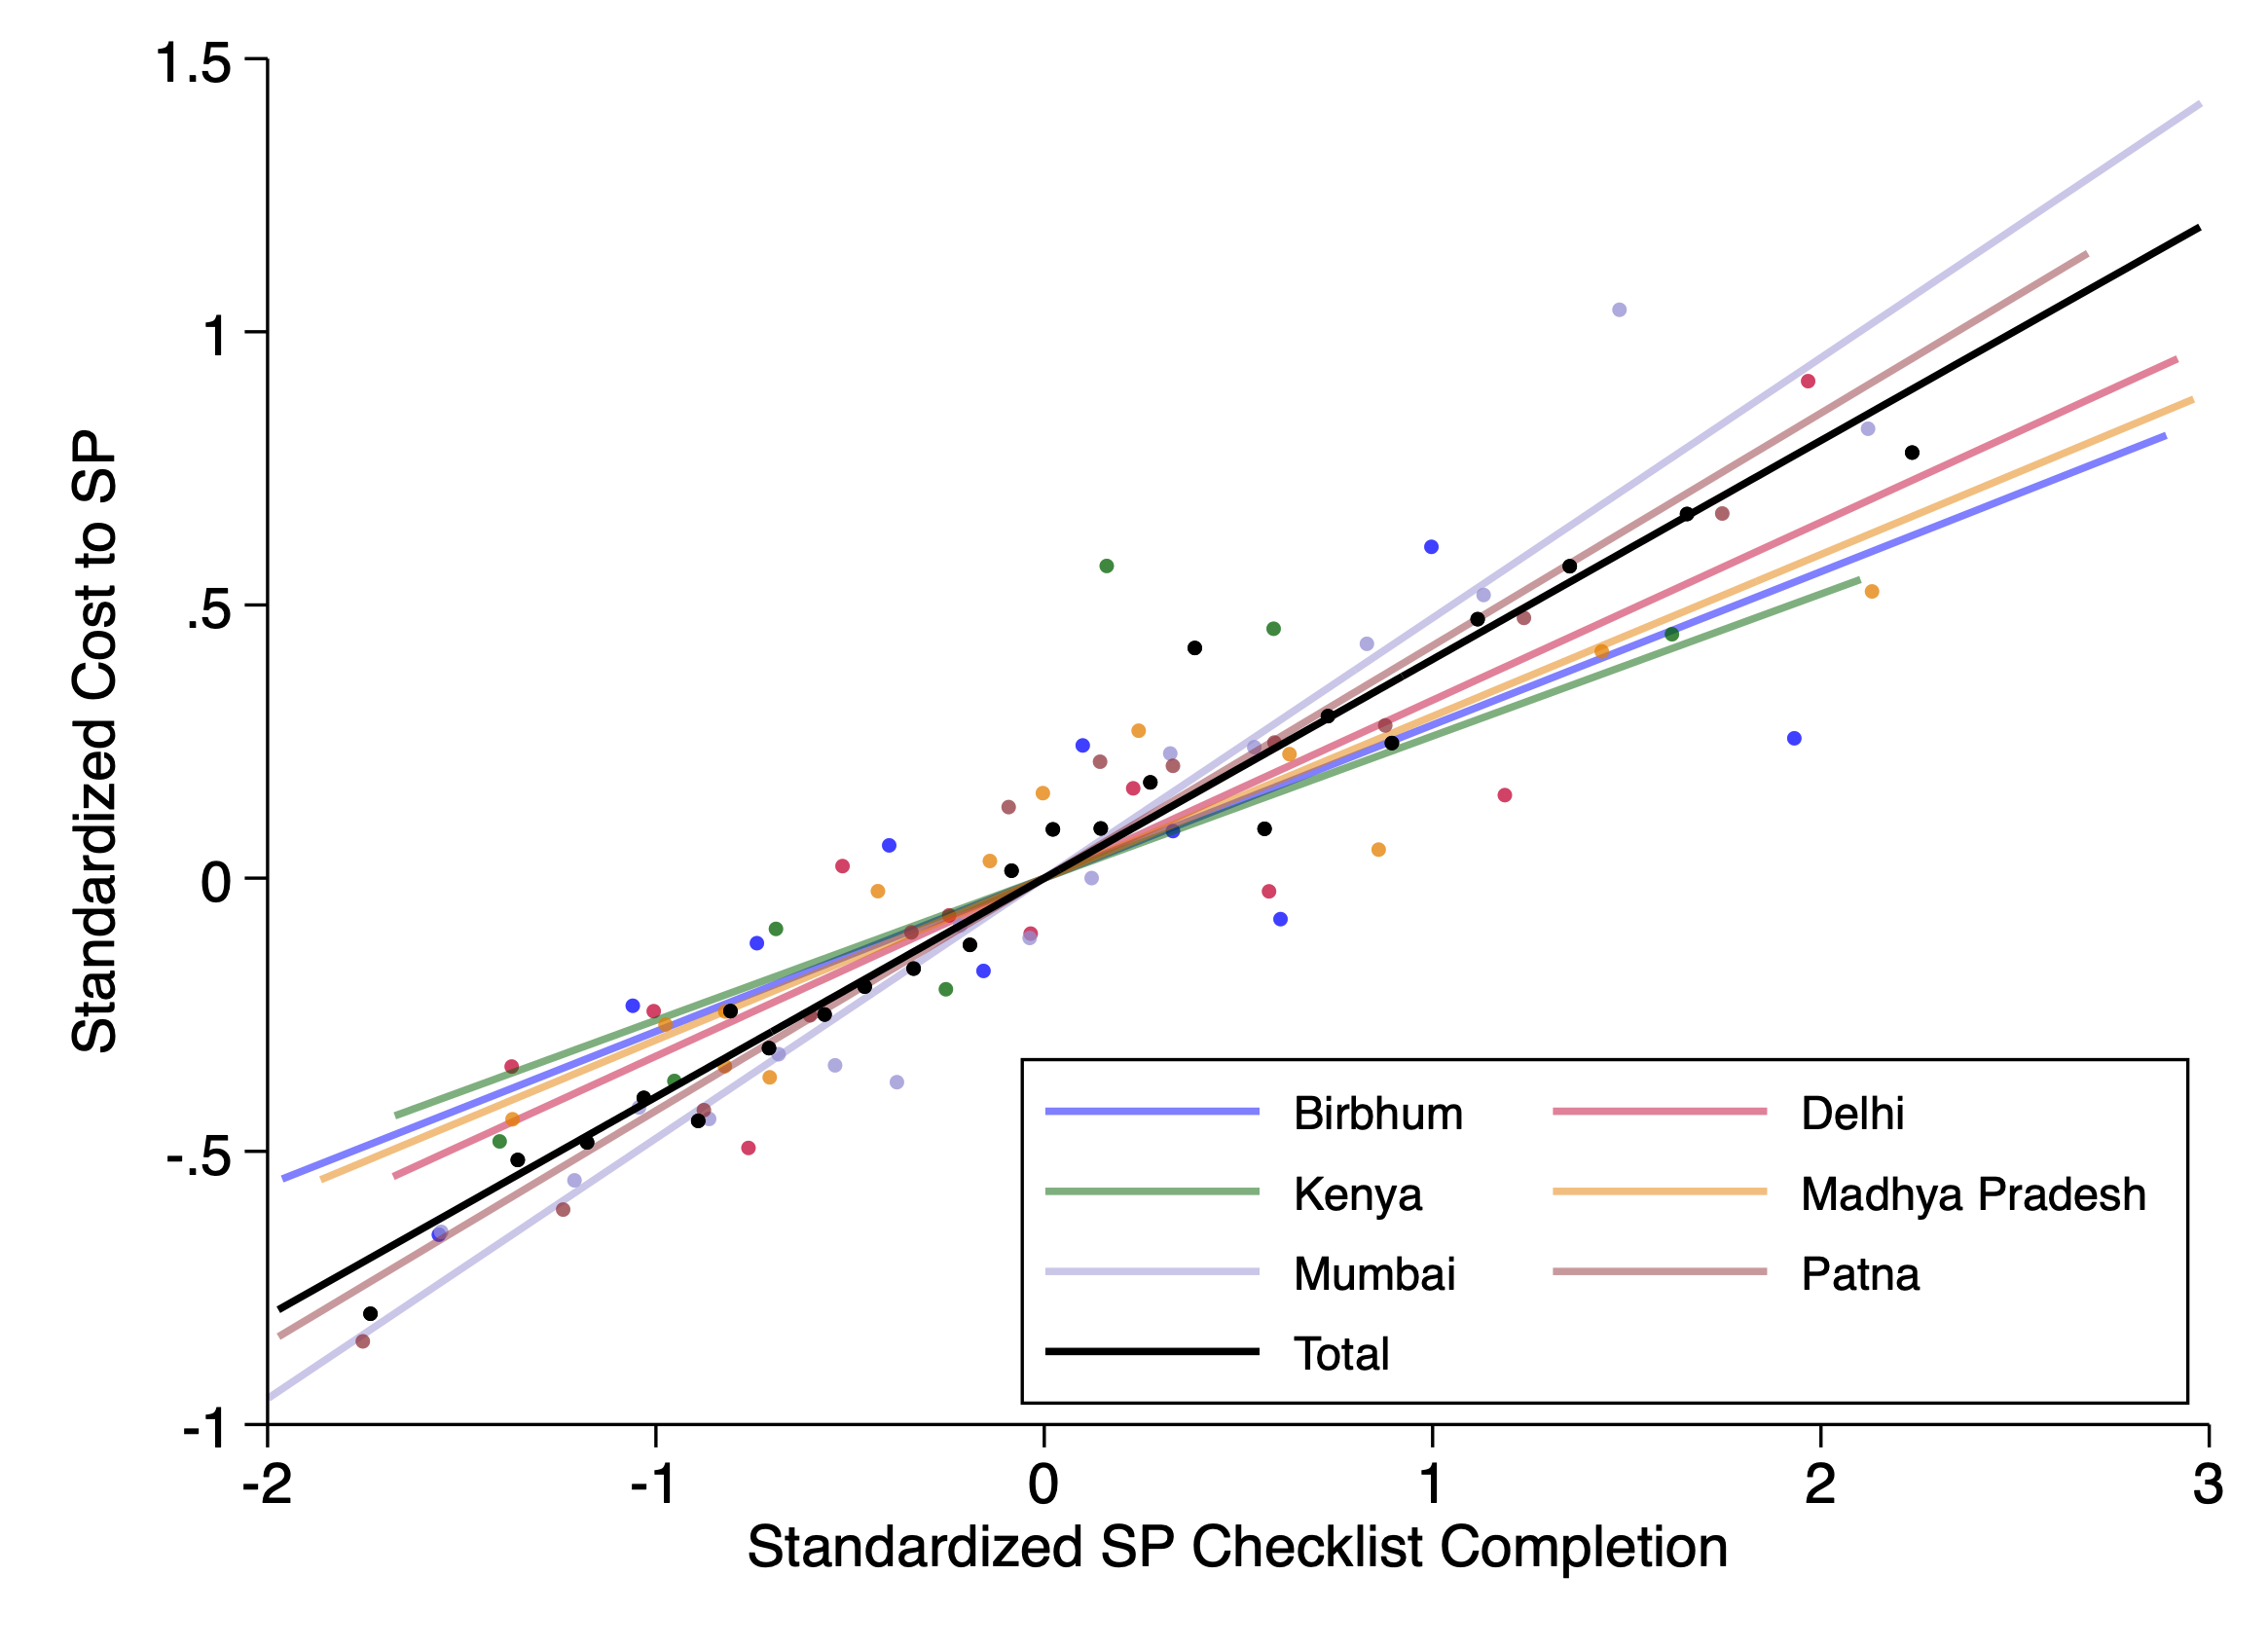 1.5
1
.5
0
-.5
-1
Standardized Cost to SP
-2 -1 0 1 2 3
Standardized SP Checklist Completion
Birbhum Delhi
Kenya Madhya Pradesh
Mumbai Patna
Total